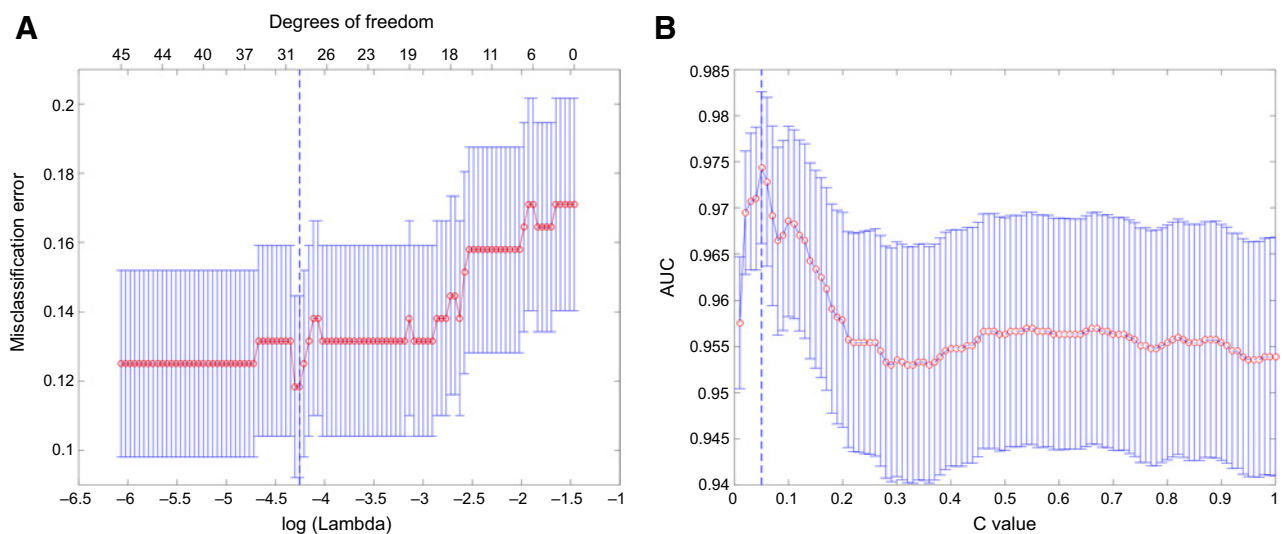 A
Degrees of freedom
45 44 40 37 31 26 23 19 18 11 6 0
0.2
0.18
0.16
0.14
0.12
0.1
Misclassification error
−6.5 −6 −5.5 −5 −4.5 −4 −3.5 −3 −2.5 −2 −1.5 −1
log (Lambda)
B
0.985
0.98
0.975
0.97
0.965
0.96
0.955
0.95
0.945
0.94
AUC
0 0.1 0.2 0.3 0.4 0.5 0.6 0.7 0.8 0.9 1
C value